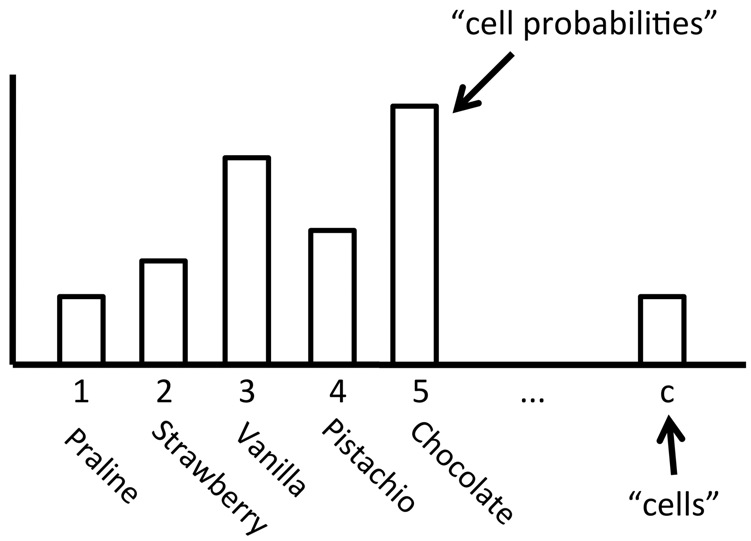 “cell probabilities”
1 2 3 4 5 ... c
Praline
Strawberry
Vanilla
Pistachio
Chocolate
“cells”